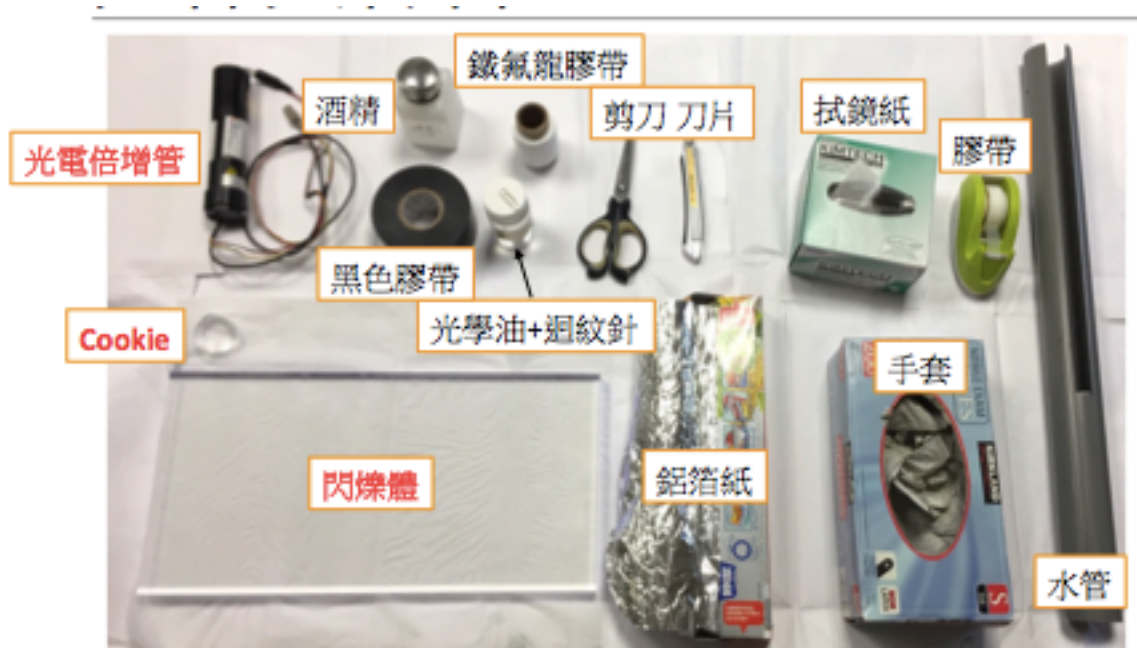 鐵氟龍膠帶
酒精
剪刀 刀片
拭鏡紙
膠帶
光電倍增管
黑色膠帶
光學油+迴紋針
Cookie
手套
閃爍體
鋁箔紙
水管
KIMTECH
S